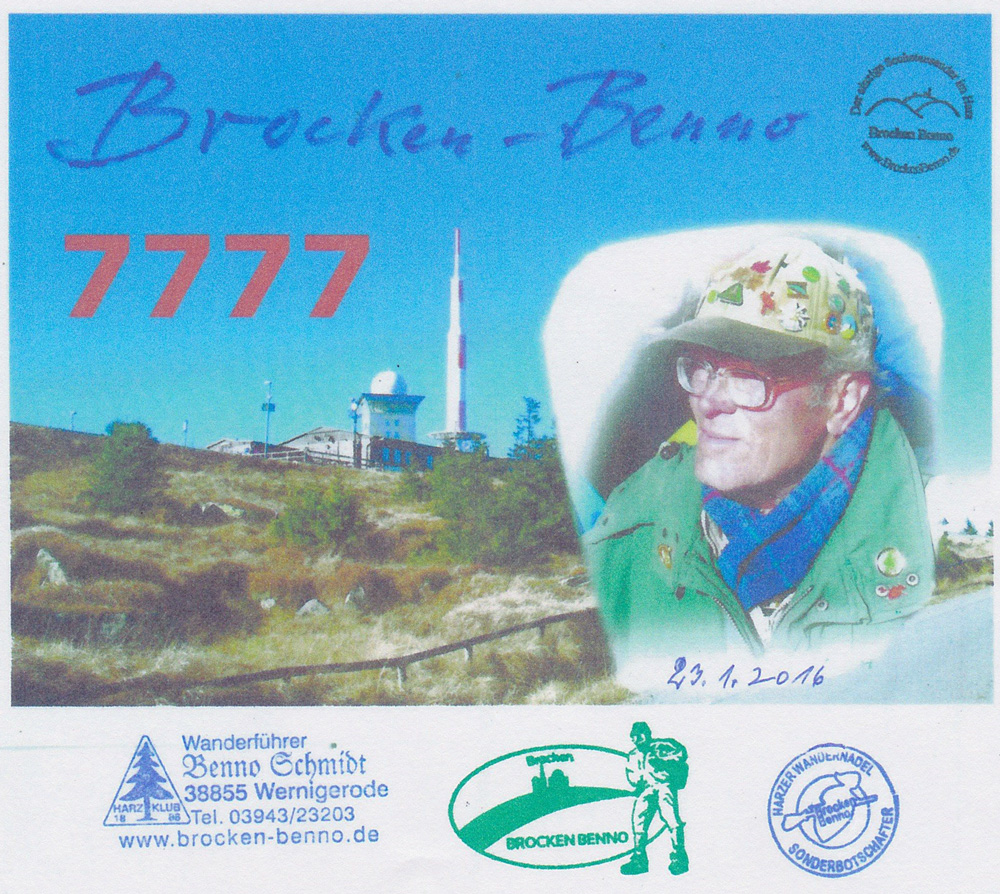 Brocken-Benno
Brocken Benno
www.BrockenBenno.de
7777
23.1.2016
Wanderführer
Benno Schmidt
38855 Wernigerode
Tel. 03943/23203
www.brocken-benno.de
HARZ KLUB
18 86
Brocken
BROCKEN BENNO
HARZER WANDERNADEL
Brocken
Benno
SONDERBOTSCHAFTER